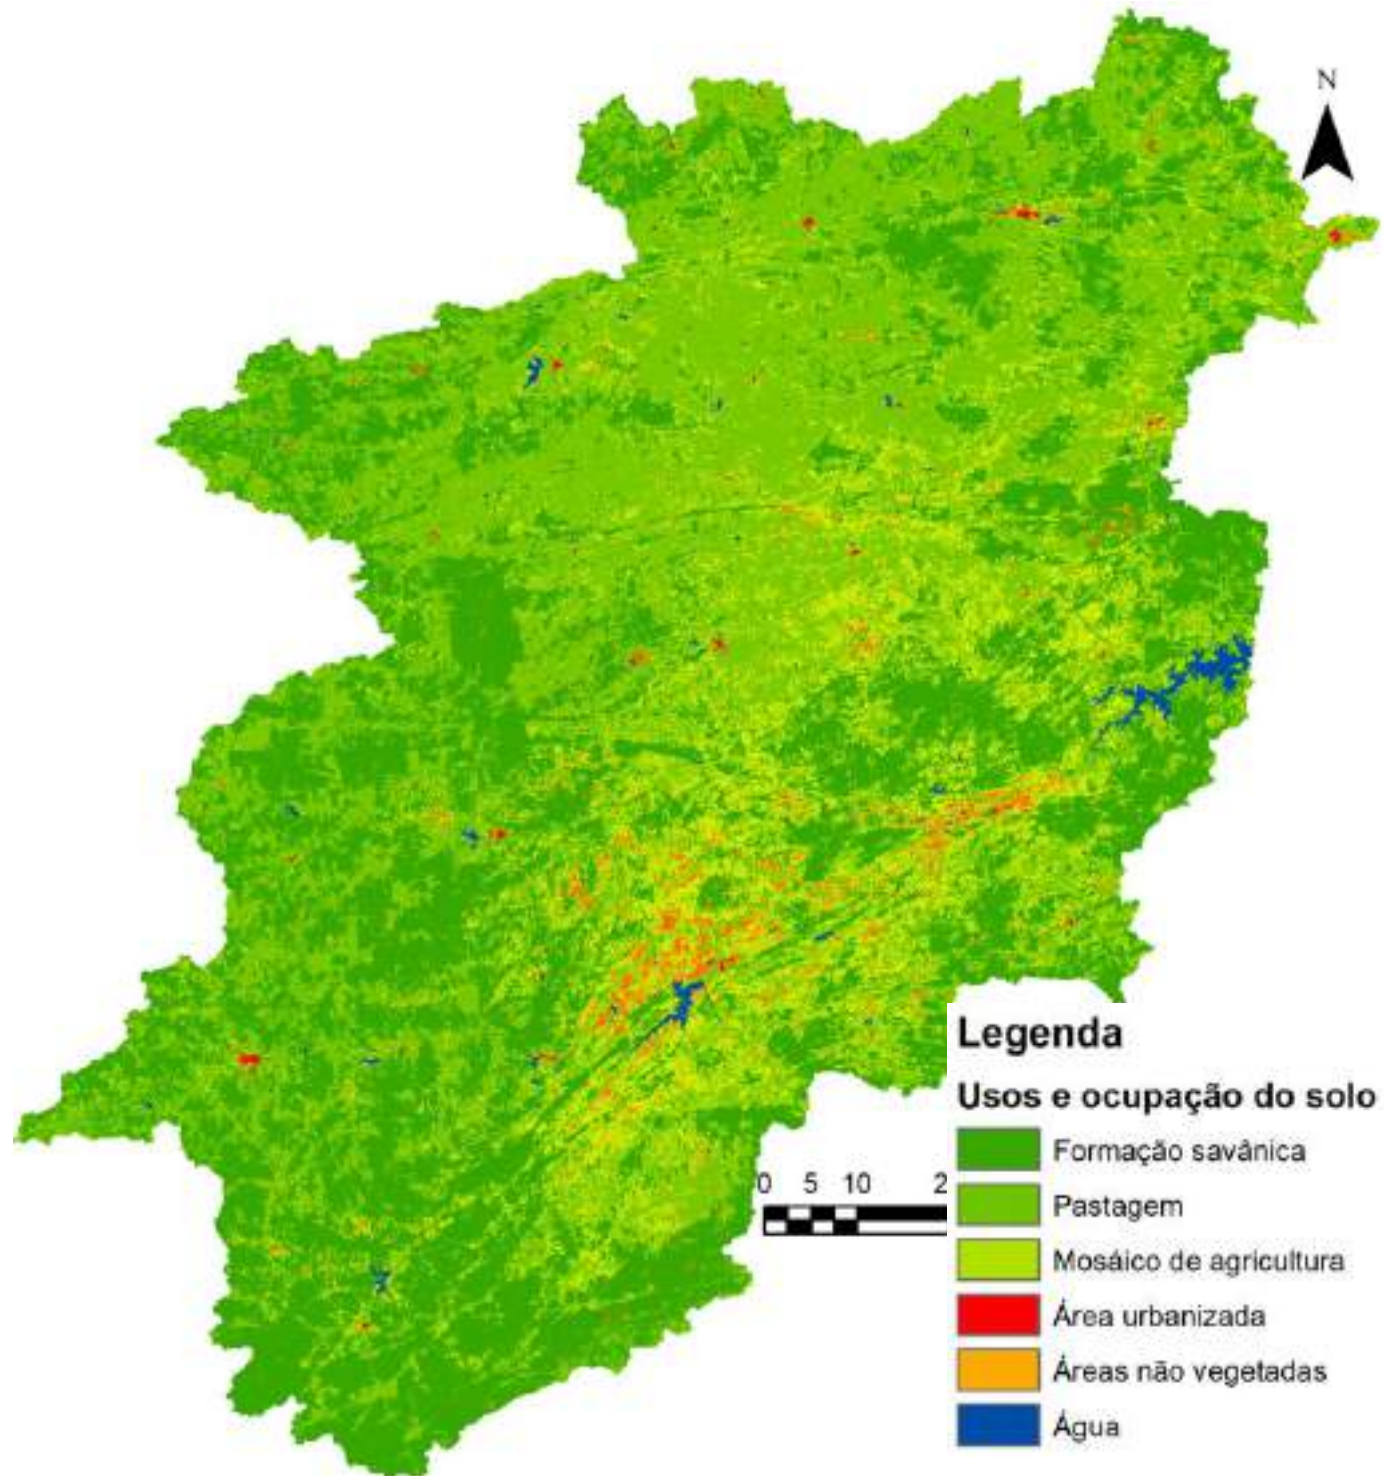 N
0 5 10 2
Legenda
Usos e ocupação do solo
Formação savânica
Pastagem
Mosáico de agricultura
Área urbanizada
Áreas não vegetadas
Água